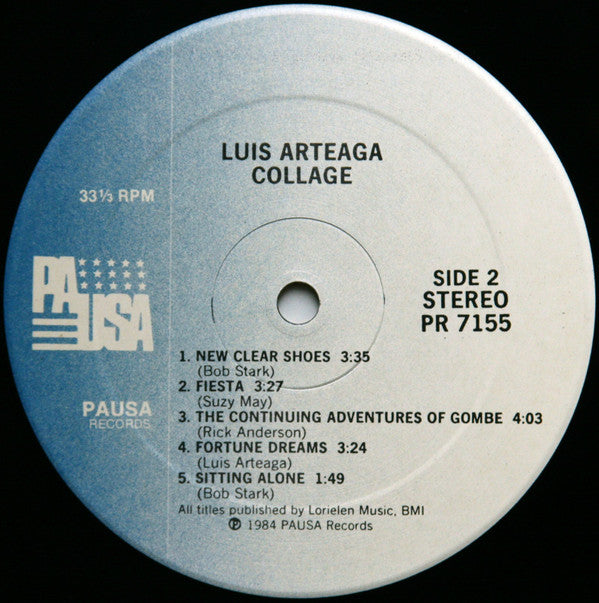 LUIS ARTEAGA
COLLAGE
33⅓ RPM
PAUSA
SIDE 2
STEREO
PR 7155
PAUSA
RECORDS
1. NEW CLEAR SHOES 3:35
(Bob Stark)
2. FIESTA 3:27
(Suzy May)
3. THE CONTINUING ADVENTURES OF GOMBE 4:03
(Rick Anderson)
4. FORTUNE DREAMS 3:24
(Luis Arteaga)
5. SITTING ALONE 1:49
(Bob Stark)
All titles published by Lorielen Music, BMI
℗ 1984 PAUSA Records